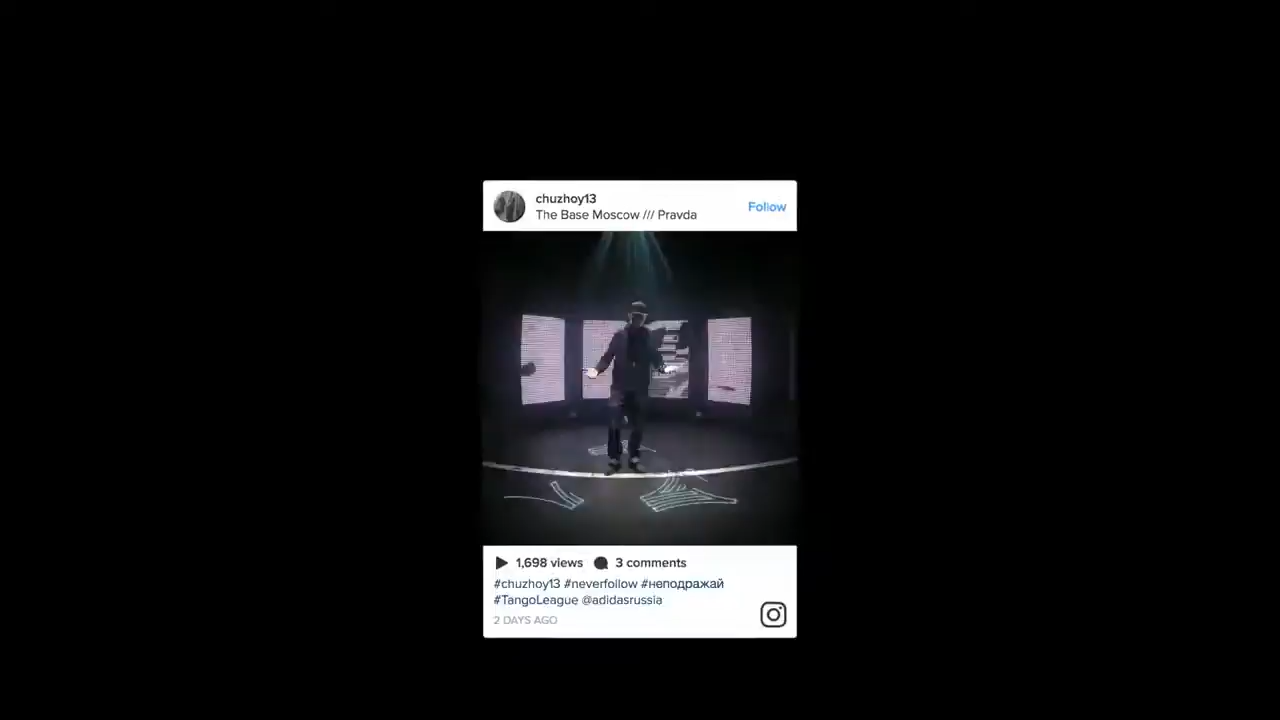 chuzhoy13
The Base Moscow /// Pravda
Follow
1,698 views 3 comments
#chuzhoy13 #neverfollow #неподражай
#TangoLeague @adidasrussia
2 DAYS AGO